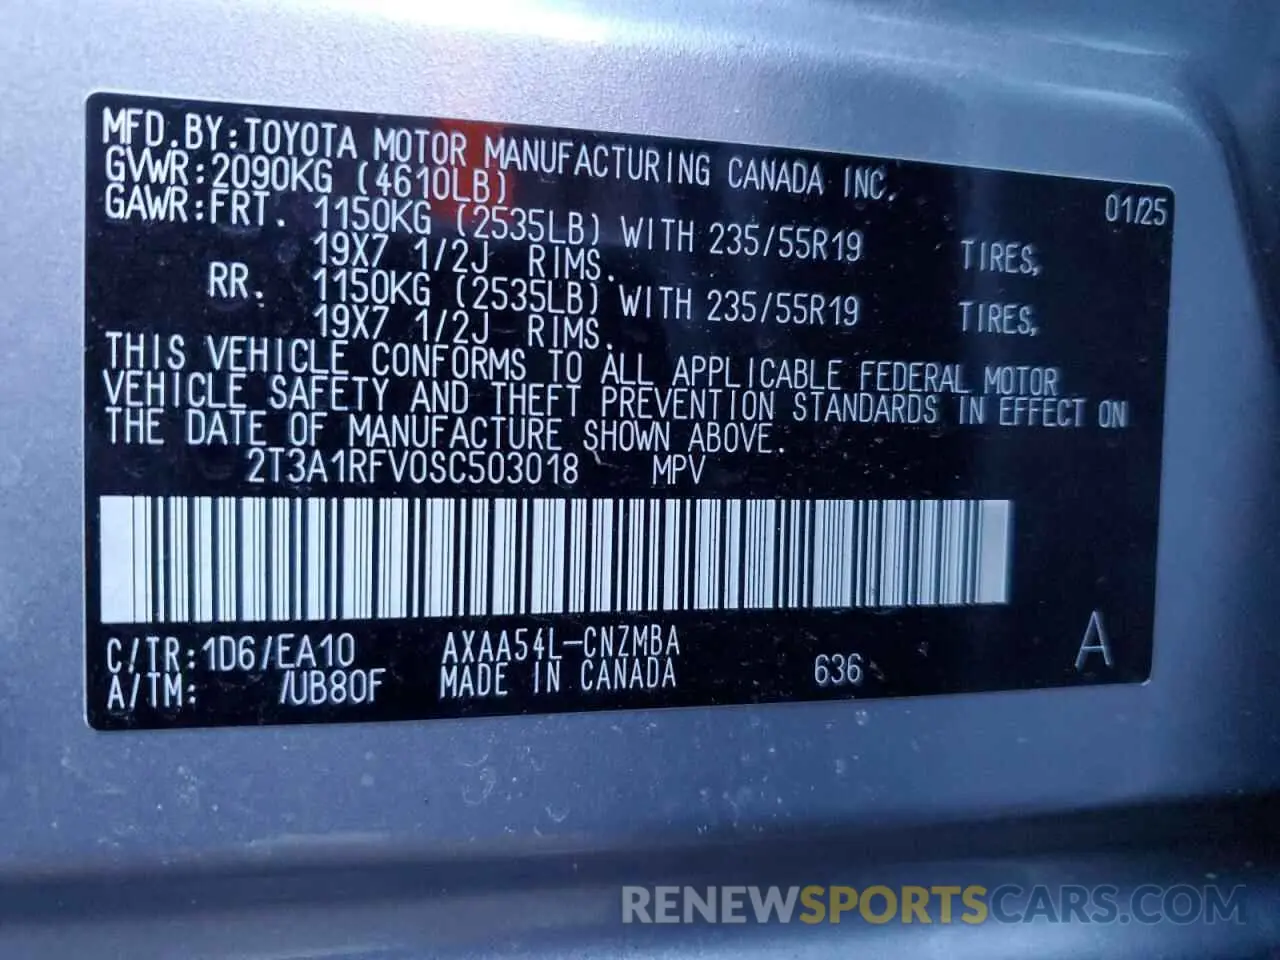 MFD.BY:TOYOTA MOTOR MANUFACTURING CANADA INC.
GVWR:2090KG (4610LB) 01/25
GAWR:FRT. 1150KG (2535LB) WITH 235/55R19 TIRES,
19X7 1/2J RIMS.
RR. 1150KG (2535LB) WITH 235/55R19 TIRES,
19X7 1/2J RIMS.
THIS VEHICLE CONFORMS TO ALL APPLICABLE FEDERAL MOTOR
VEHICLE SAFETY AND THEFT PREVENTION STANDARDS IN EFFECT ON
THE DATE OF MANUFACTURE SHOWN ABOVE.
2T3A1RFV0SC503018 MPV
C/TR:1D6/EA10 AXAA54L-CNZMBA
A/TM: /UB80F MADE IN CANADA 636 A
RENEWSPORTSCARS.COM